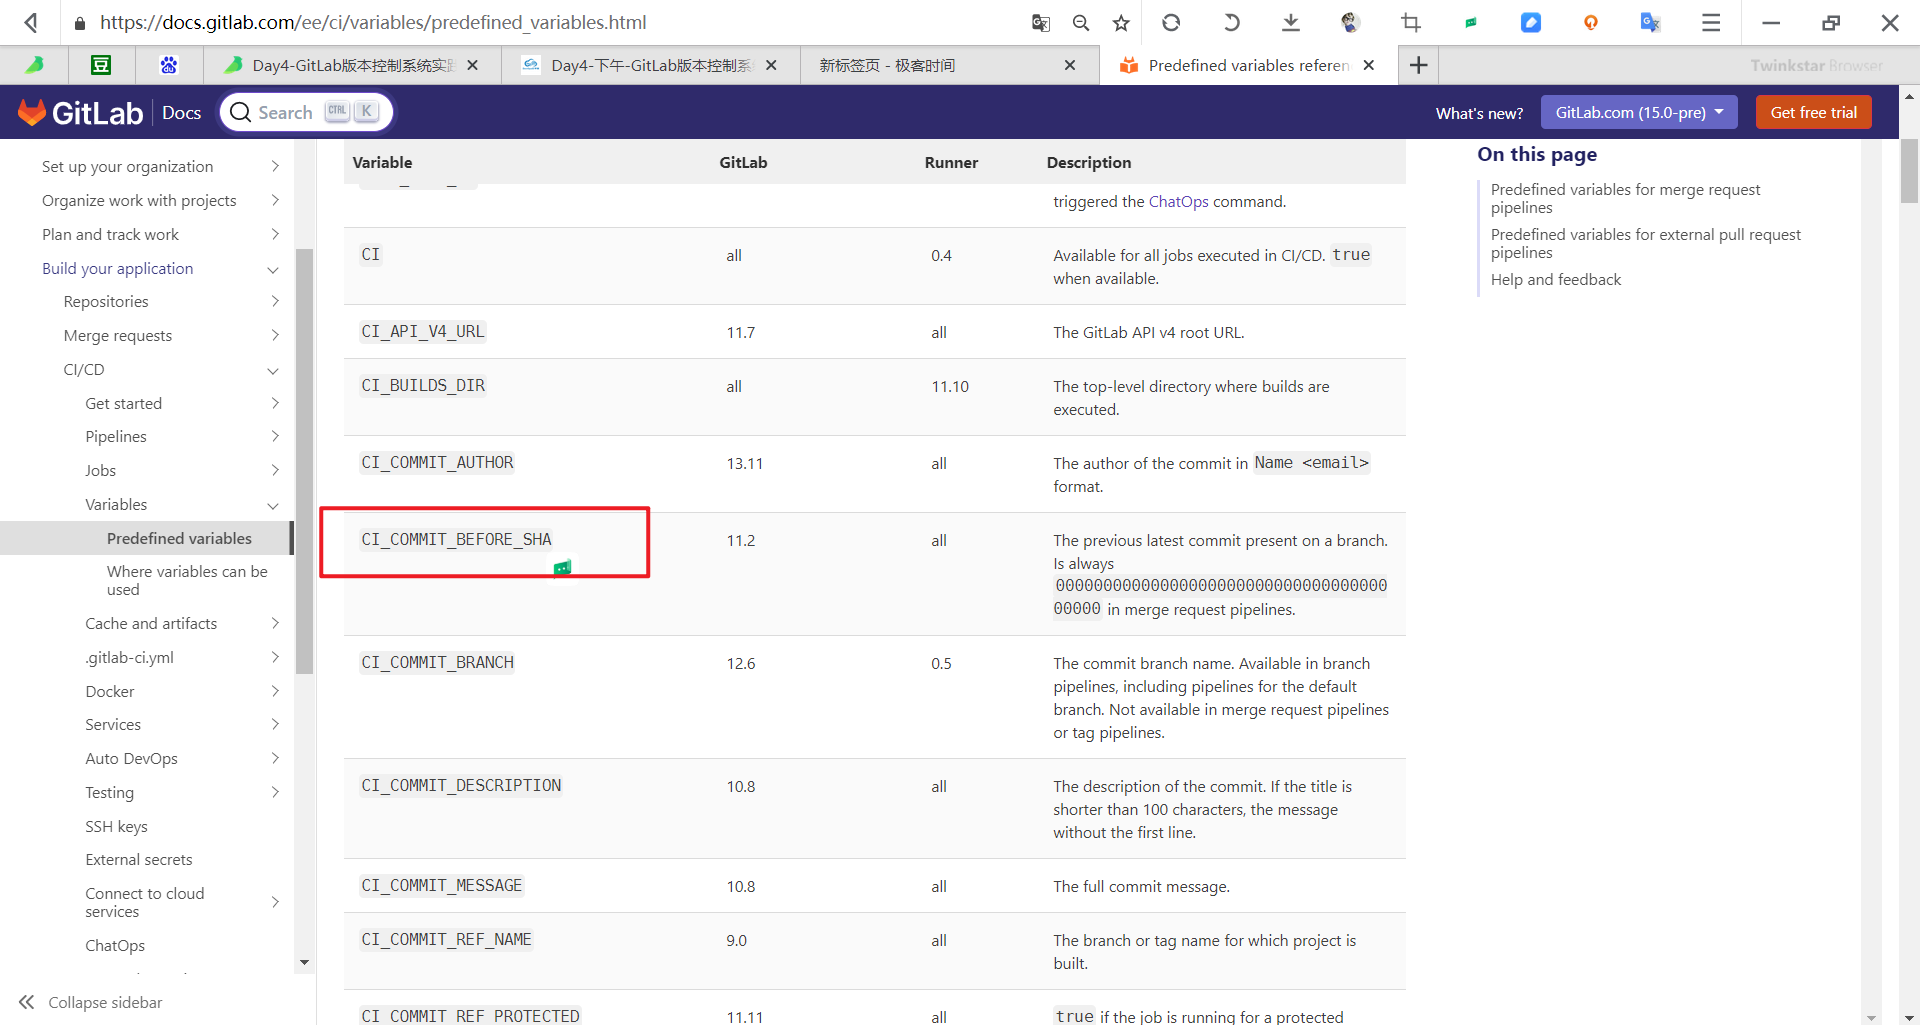 https://docs.gitlab.com/ee/ci/variables/predefined_variables.html
Day4-GitLab版本控制系统实践
Day4-下午-GitLab版本控制系
新标签页 - 极客时间
Predefined variables referen
Twinkstar Browser
GitLab Docs
Search CTRL K
What's new?
GitLab.com (15.0-pre)
Get free trial
Set up your organization
Organize work with projects
Plan and track work
Build your application
Repositories
Merge requests
CI/CD
Get started
Pipelines
Jobs
Variables
Predefined variables
Where variables can be
used
Cache and artifacts
.gitlab-ci.yml
Docker
Services
Auto DevOps
Testing
SSH keys
External secrets
Connect to cloud
services
ChatOps
Collapse sidebar
Variable GitLab Runner Description
triggered the ChatOps command.
CI all 0.4 Available for all jobs executed in CI/CD. true
when available.
CI_API_V4_URL 11.7 all The GitLab API v4 root URL.
CI_BUILDS_DIR all 11.10 The top-level directory where builds are
executed.
CI_COMMIT_AUTHOR 13.11 all The author of the commit in Name <email>
format.
CI_COMMIT_BEFORE_SHA 11.2 all The previous latest commit present on a branch.
Is always
00000000000000000000000000000000000
00000 in merge request pipelines.
CI_COMMIT_BRANCH 12.6 0.5 The commit branch name. Available in branch
pipelines, including pipelines for the default
branch. Not available in merge request pipelines
or tag pipelines.
CI_COMMIT_DESCRIPTION 10.8 all The description of the commit. If the title is
shorter than 100 characters, the message
without the first line.
CI_COMMIT_MESSAGE 10.8 all The full commit message.
CI_COMMIT_REF_NAME 9.0 all The branch or tag name for which project is
built.
CI_COMMIT_REF_PROTECTED 11.11 all true if the job is running for a protected
On this page
Predefined variables for merge request
pipelines
Predefined variables for external pull request
pipelines
Help and feedback